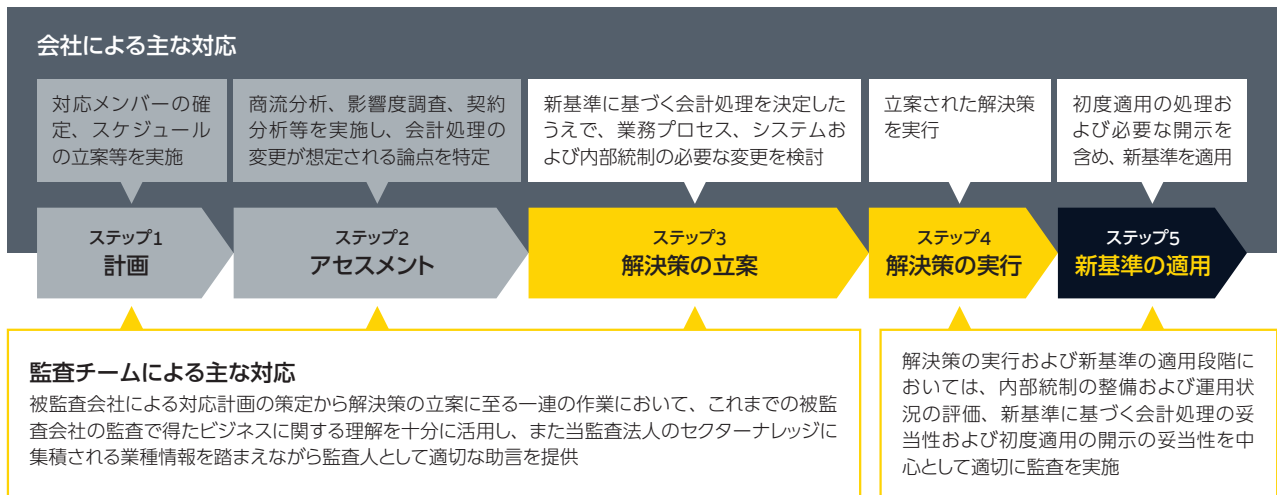 会社による主な対応
対応メンバーの確
定、スケジュール
の立案等を実施
商流分析、影響度調査、契約
分析等を実施し、会計処理の
変更が想定される論点を特定
新基準に基づく会計処理を決定した
うえで、業務プロセス、システムお
よび内部統制の必要な変更を検討
立案された解決策
を実行
初度適用の処理お
よび必要な開示を
含め、新基準を適用
ステップ1
計画
ステップ2
アセスメント
ステップ3
解決策の立案
ステップ4
解決策の実行
ステップ5
新基準の適用
監査チームによる主な対応
被監査会社による対応計画の策定から解決策の立案に至る一連の作業において、これまでの被監
査会社の監査で得たビジネスに関する理解を十分に活用し、また当監査法人のセクターナレッジに
集積される業種情報を踏まえながら監査人として適切な助言を提供
解決策の実行および新基準の適用段階に
おいては、内部統制の整備および運用状
況の評価、新基準に基づく会計処理の妥
当性および初度適用の開示の妥当性を中
心として適切に監査を実施